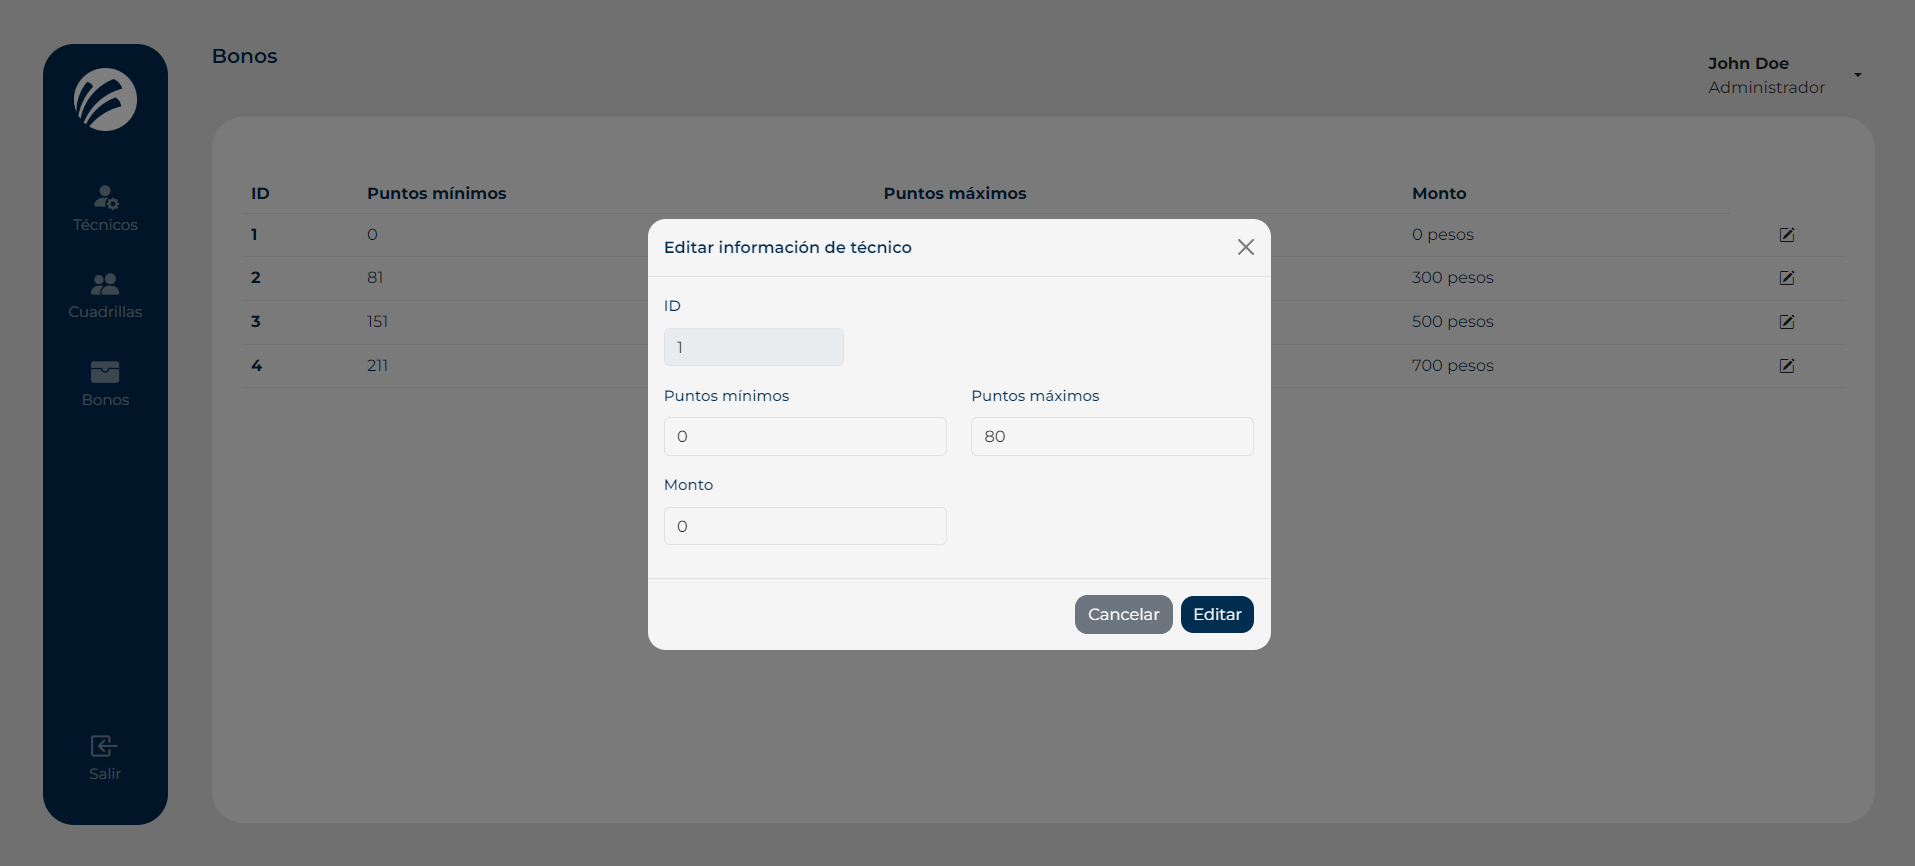 Bonos
John Doe
Administrador
Técnicos
Cuadrillas
Bonos
Salir
ID Puntos mínimos Puntos máximos Monto
1 0 0 pesos
2 81 300 pesos
3 151 500 pesos
4 211 700 pesos
Editar información de técnico
ID
1
Puntos mínimos Puntos máximos
0 80
Monto
0
Cancelar Editar